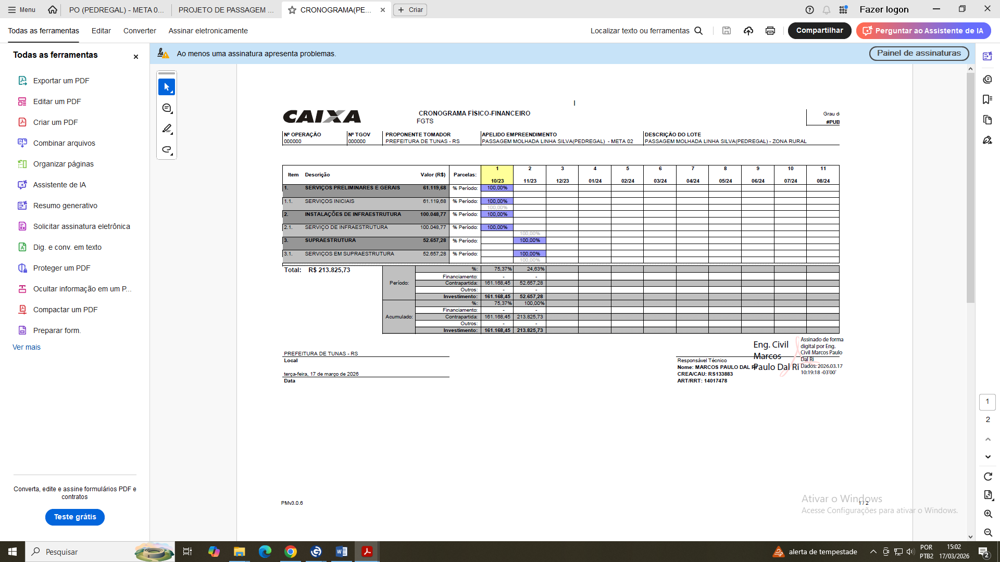 Menu
PO (PEDREGAL) - META 0...
PROJETO DE PASSAGEM ...
CRONOGRAMA(PE...
Criar
Fazer logon
Todas as ferramentas
Editar
Converter
Assinar eletronicamente
Localizar texto ou ferramentas
Compartilhar
Perguntar ao Assistente de IA
Todas as ferramentas
Ao menos uma assinatura apresenta problemas.
Painel de assinaturas
Exportar um PDF
Editar um PDF
Criar um PDF
Combinar arquivos
Organizar páginas
Assistente de IA
Resumo generativo
Solicitar assinatura eletrônica
Dig. e conv. em texto
Proteger um PDF
Ocultar informação em um P...
Compactar um PDF
Preparar form.
Ver mais
Converta, edite e assine formulários PDF e
contratos
Teste grátis
CAIXA
CRONOGRAMA FÍSICO-FINANCEIRO
FGTS
Grau d
#PUB
Nº OPERAÇÃO Nº TGOV PROPONENTE TOMADOR APELIDO EMPREENDIMENTO DESCRIÇÃO DO LOTE
000000 000000 PREFEITURA DE TUNAS - RS PASSAGEM MOLHADA LINHA SILVA(PEDREGAL) - META 02 PASSAGEM MOLHADA LINHA SILVA(PEDREGAL) - ZONA RURAL
1 2 3 4 5 6 7 8 9 10 11
Item Descrição Valor (R$) Parcelas:
10/23 11/23 12/23 01/24 02/24 03/24 04/24 05/24 06/24 07/24 08/24
1. SERVIÇOS PRELIMINARES E GERAIS 61.119,68 % Período: 100,00%
1.1. SERVIÇOS INICIAIS 61.119,68 % Período: 100,00%
100,00%
2. INSTALAÇÕES DE INFRAESTRUTURA 100.048,77 % Período: 100,00%
2.1. SERVIÇO DE INFRAESTRUTURA 100.048,77 % Período: 100,00%
100,00%
3. SUPRAESTRUTURA 52.657,28 % Período: 100,00%
3.1. SERVIÇOS EM SUPRAESTRUTURA 52.657,28 % Período: 100,00%
100,00%
Total: R$ 213.825,73
Período:
%: 75,37% 24,63%
Financiamento: - -
Contrapartida: 161.168,45 52.657,28
Outros: - -
Investimento: 161.168,45 52.657,28
Acumulado:
%: 75,37% 100,00%
Financiamento: - -
Contrapartida: 161.168,45 213.825,73
Outros: - -
Investimento: 161.168,45 213.825,73
PREFEITURA DE TUNAS - RS
Local
terça-feira, 17 de março de 2026
Data
Responsável Técnico
Nome: MARCOS PAULO DAL RI
CREA/CAU: RS133883
ART/RRT: 14017478
Eng. Civil
Marcos
Paulo Dal Ri
Assinado de forma
digital por Eng.
Civil Marcos Paulo
Dal Ri
Dados: 2026.03.17
10:19:18 -03'00'
PMv3.0.6
1 / 2
1
2
Ativar o Windows
Acesse Configurações para ativar o Windows.
Pesquisar
alerta de tempestade
POR
PTB2
15:02
17/03/2026
2